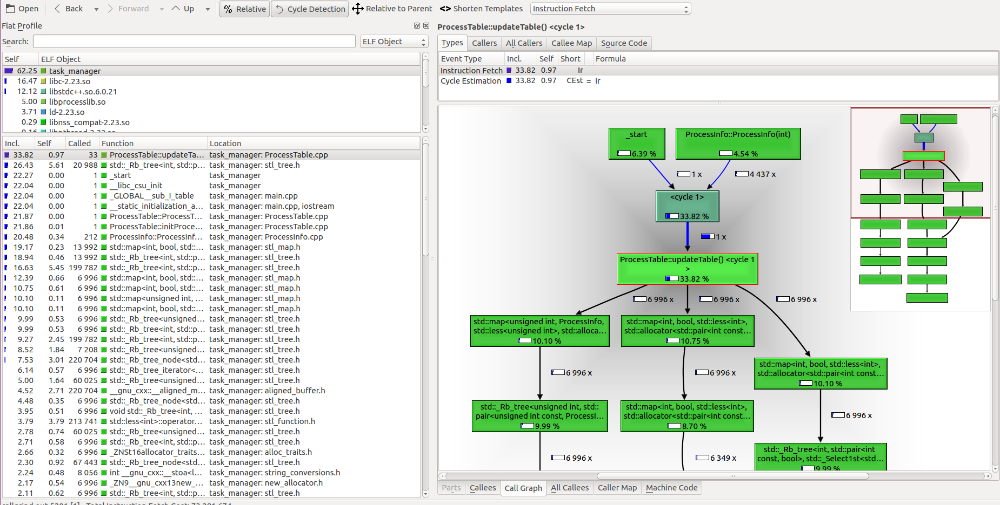 Open Back Forward Up % Relative Cycle Detection Relative to Parent <> Shorten Templates Instruction Fetch
Flat Profile
Search: ELF Object
Self ELF Object
62.25 task_manager
16.47 libc-2.23.so
12.12 libstdc++.so.6.0.21
5.00 libprocesslib.so
3.71 ld-2.23.so
0.29 libnss_compat-2.23.so
0.16 libpthread-2.23.so
Incl. Self Called Function Location
33.82 0.97 33 ProcessTable::updateTa... task_manager: ProcessTable.cpp
26.43 5.61 20 988 std::_Rb_tree<int, std::p... task_manager: stl_tree.h
22.27 0.00 1 _start task_manager
22.04 0.00 1 __libc_csu_init task_manager
22.04 0.00 1 _GLOBAL__sub_I_table task_manager: main.cpp
22.04 0.00 1 __static_initialization_a... task_manager: main.cpp, iostream
21.87 0.00 1 ProcessTable::ProcessT... task_manager: ProcessTable.cpp
21.86 0.01 1 ProcessTable::initProce... task_manager: ProcessTable.cpp
20.48 0.34 212 ProcessInfo::ProcessInf... task_manager: ProcessInfo.cpp
19.17 0.23 13 992 std::map<int, bool, std::... task_manager: stl_map.h
18.94 0.46 13 992 std::_Rb_tree<int, std::p... task_manager: stl_tree.h
16.63 5.45 199 782 std::_Rb_tree<int, std::p... task_manager: stl_tree.h
12.39 0.66 6 996 std::map<int, bool, std::... task_manager: stl_map.h
10.75 0.61 6 996 std::map<int, bool, std::... task_manager: stl_map.h
10.10 0.11 6 996 std::map<unsigned int, ... task_manager: stl_map.h
10.10 0.11 6 996 std::map<int, bool, std::... task_manager: stl_map.h
9.99 0.53 6 996 std::_Rb_tree<unsigned... task_manager: stl_tree.h
9.99 0.53 6 996 std::_Rb_tree<int, std::p... task_manager: stl_tree.h
9.27 2.45 199 782 std::_Rb_tree<int, std::p... task_manager: stl_tree.h
8.52 1.84 7 208 std::_Rb_tree<unsigned... task_manager: stl_tree.h
7.53 3.01 220 704 std::_Rb_tree_node<std... task_manager: stl_tree.h
6.14 0.57 6 996 std::_Rb_tree_iterator<... task_manager: stl_tree.h
5.00 1.64 60 025 std::_Rb_tree<unsigned... task_manager: stl_tree.h
4.52 2.71 220 704 __gnu_cxx::__aligned_m... task_manager: aligned_buffer.h
4.48 0.35 6 996 std::_Rb_tree_node<std... task_manager: stl_tree.h
3.95 0.51 6 996 void std::_Rb_tree<int, ... task_manager: stl_tree.h
3.79 3.79 213 741 std::less<int>::operator... task_manager: stl_function.h
2.78 0.74 60 025 std::_Rb_tree<unsigned... task_manager: stl_tree.h
2.71 0.58 6 996 std::_Rb_tree<int, std::p... task_manager: stl_tree.h
2.66 0.32 6 996 _ZNSt16allocator_traits... task_manager: alloc_traits.h
2.30 0.92 67 443 std::_Rb_tree_node<std... task_manager: stl_tree.h
2.24 0.48 8 056 int __gnu_cxx::__stoa<l... task_manager: string_conversions.h
2.17 0.54 6 996 _ZN9__gnu_cxx13new_... task_manager: new_allocator.h
2.11 0.62 6 996 std::_Rb_tree<int, std::p... task_manager: stl_tree.h
callgrind.out.5201 [1] - Total Instruction Fetch Cost: 72 281 674
ProcessTable::updateTable() <cycle 1>
Types Callers All Callers Callee Map Source Code
Event Type Incl. Self Short Formula
Instruction Fetch 33.82 0.97 Ir
Cycle Estimation 33.82 0.97 CEst = Ir
_start
6.39 %
ProcessInfo::ProcessInfo(int)
4.54 %
1 x
4 437 x
<cycle 1>
33.82 %
1 x
ProcessTable::updateTable() <cycle 1
>
33.82 %
6 996 x
6 996 x
6 996 x
std::map<unsigned int, ProcessInfo,
std::less<unsigned int>, std::alloca...
10.10 %
std::map<int, bool, std::less<int>,
std::allocator<std::pair<int const...
10.75 %
std::map<int, bool, std::less<int>,
std::allocator<std::pair<int const...
10.10 %
6 996 x
6 996 x
std::_Rb_tree<unsigned int, std::
pair<unsigned int const, ProcessI...
9.99 %
std::map<int, bool, std::less<int>,
std::allocator<std::pair<int const...
8.70 %
6 996 x
std::_Rb_tree<int, std::pair<int
const, bool>, std::_Select1st<std...
9.99 %
6 996 x
6 349 x
Parts Callees Call Graph All Callees Caller Map Machine Code